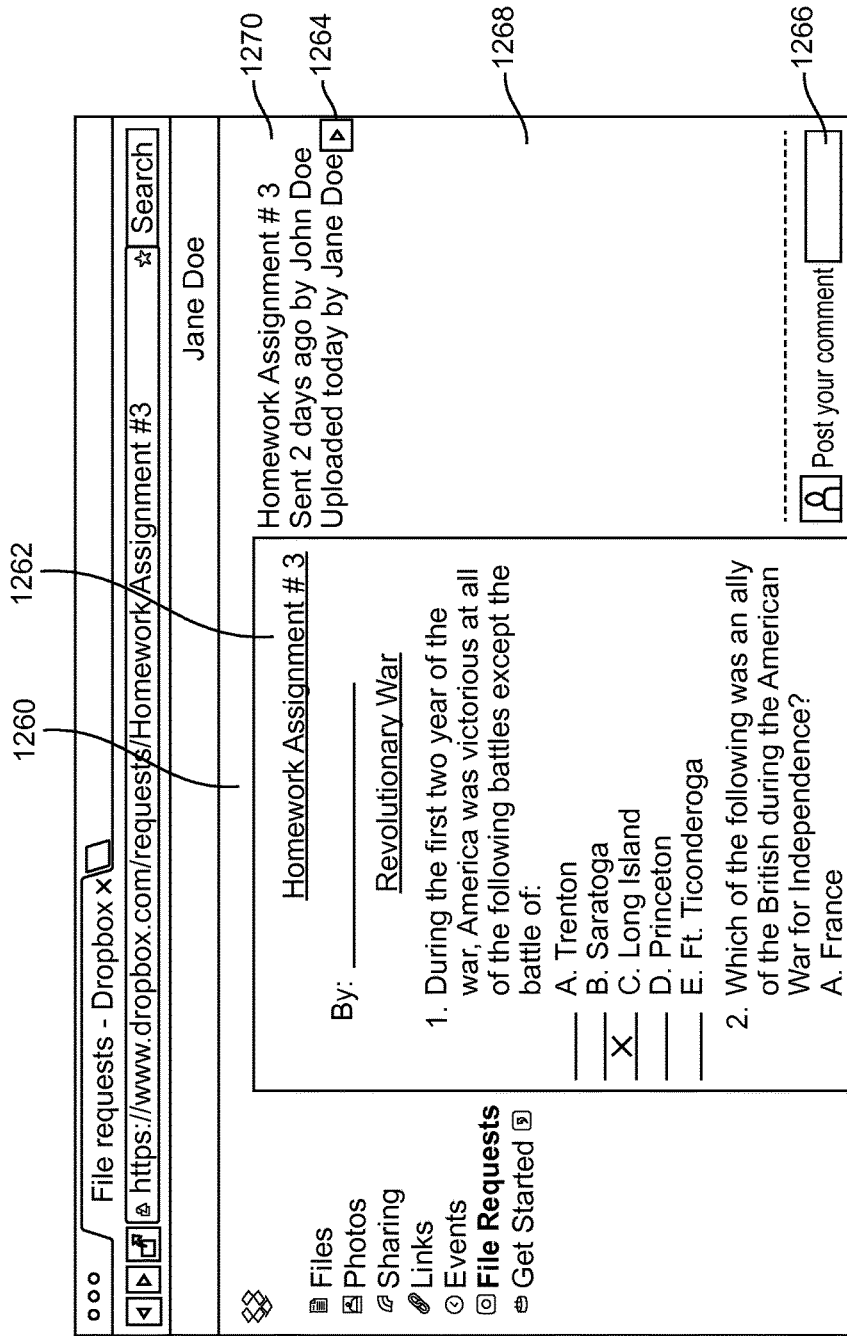 1260
1262
File requests - Dropbox x
https://www.dropbox.com/requests/Homework Assignment #3
Search
Jane Doe
Files
Photos
Sharing
Links
Events
File Requests
Get Started
Homework Assignment # 3
By:
Revolutionary War
1. During the first two year of the
war, America was victorious at all
of the following battles except the
battle of:
A. Trenton
B. Saratoga
X C. Long Island
D. Princeton
E. Ft. Ticonderoga
2. Which of the following was an ally
of the British during the American
War for Independence?
A. France
Homework Assignment # 3
Sent 2 days ago by John Doe
Uploaded today by Jane Doe
Post your comment
1270
1264
1268
1266